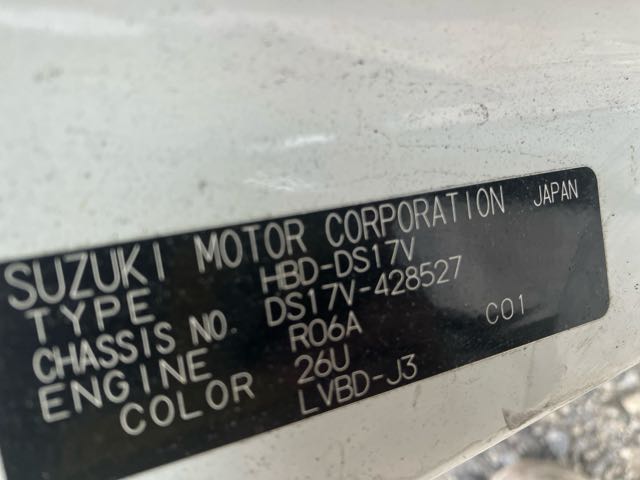 SUZUKI MOTOR CORPORATION JAPAN
TYPE HBD-DS17V
CHASSIS NO. DS17V-428527
ENGINE R06A
COLOR 26U C01
LVBD-J3